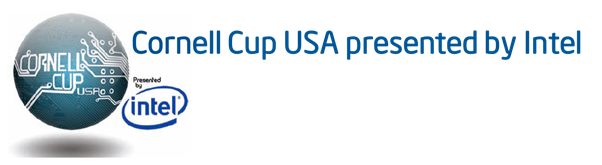 Cornell Cup USA presented by Intel
CORNELL
CUP
USA
Presented
by
intel